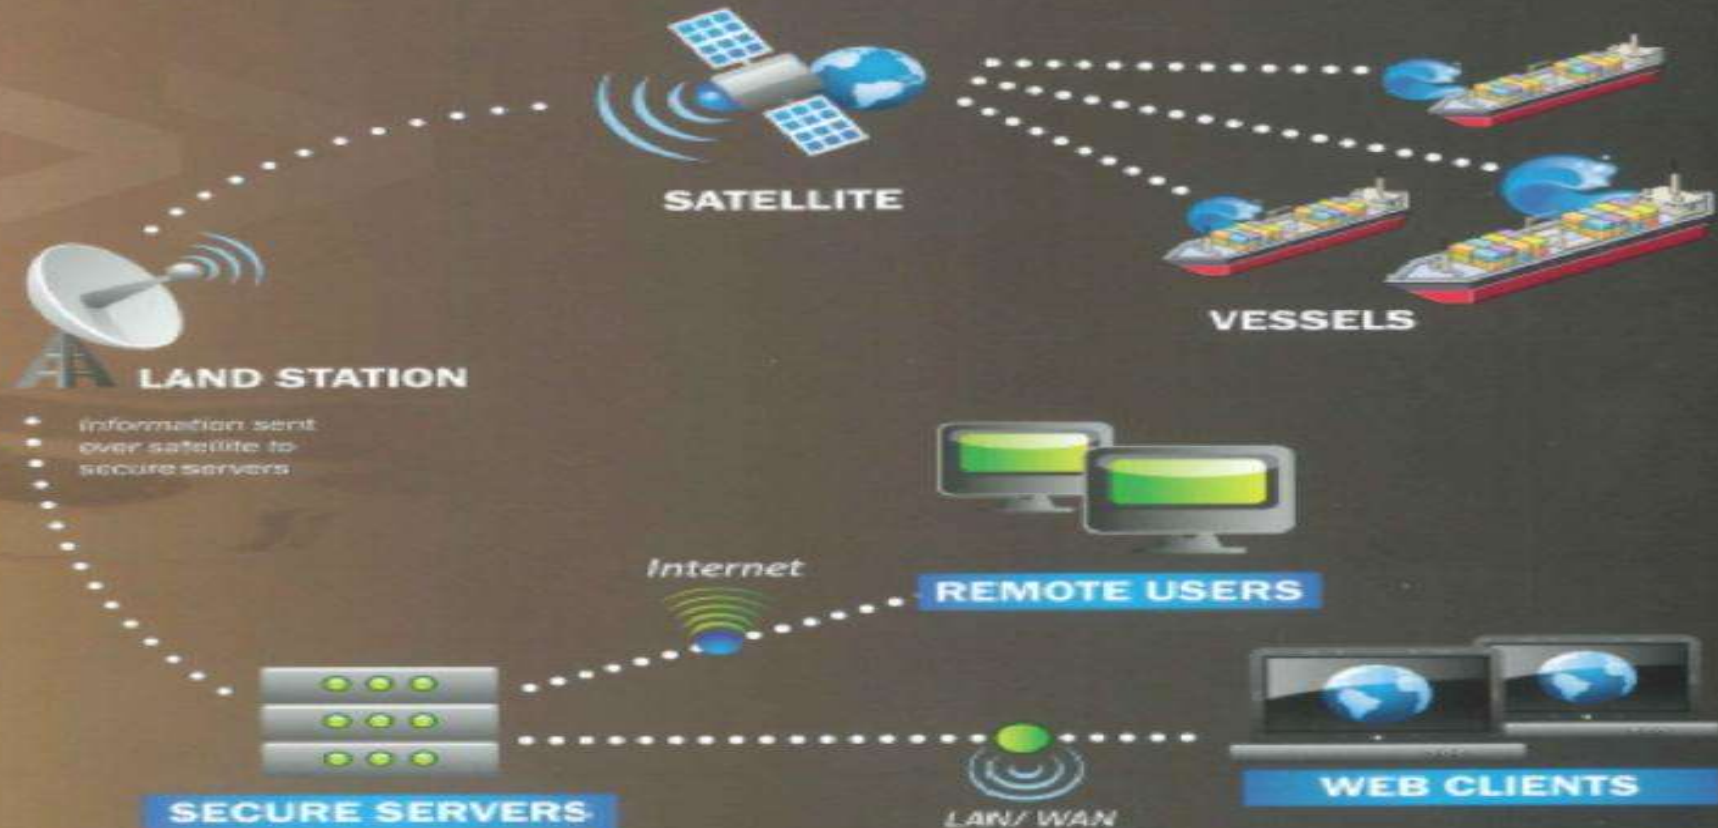 SATELLITE
VESSELS
LAND STATION
Information sent
over satellite to
secure servers
Internet
REMOTE USERS
WEB CLIENTS
SECURE SERVERS
LAN/ WAN